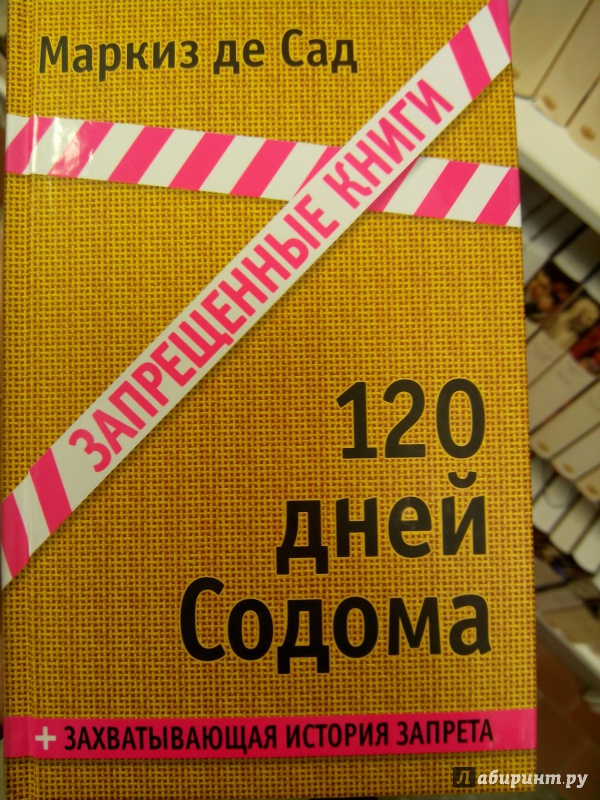 Маркиз де Сад
ЗАПРЕЩЕННЫЕ КНИГИ
120
дней
Содома
+ ЗАХВАТЫВАЮЩАЯ ИСТОРИЯ ЗАПРЕТА
Лабиринт.ру